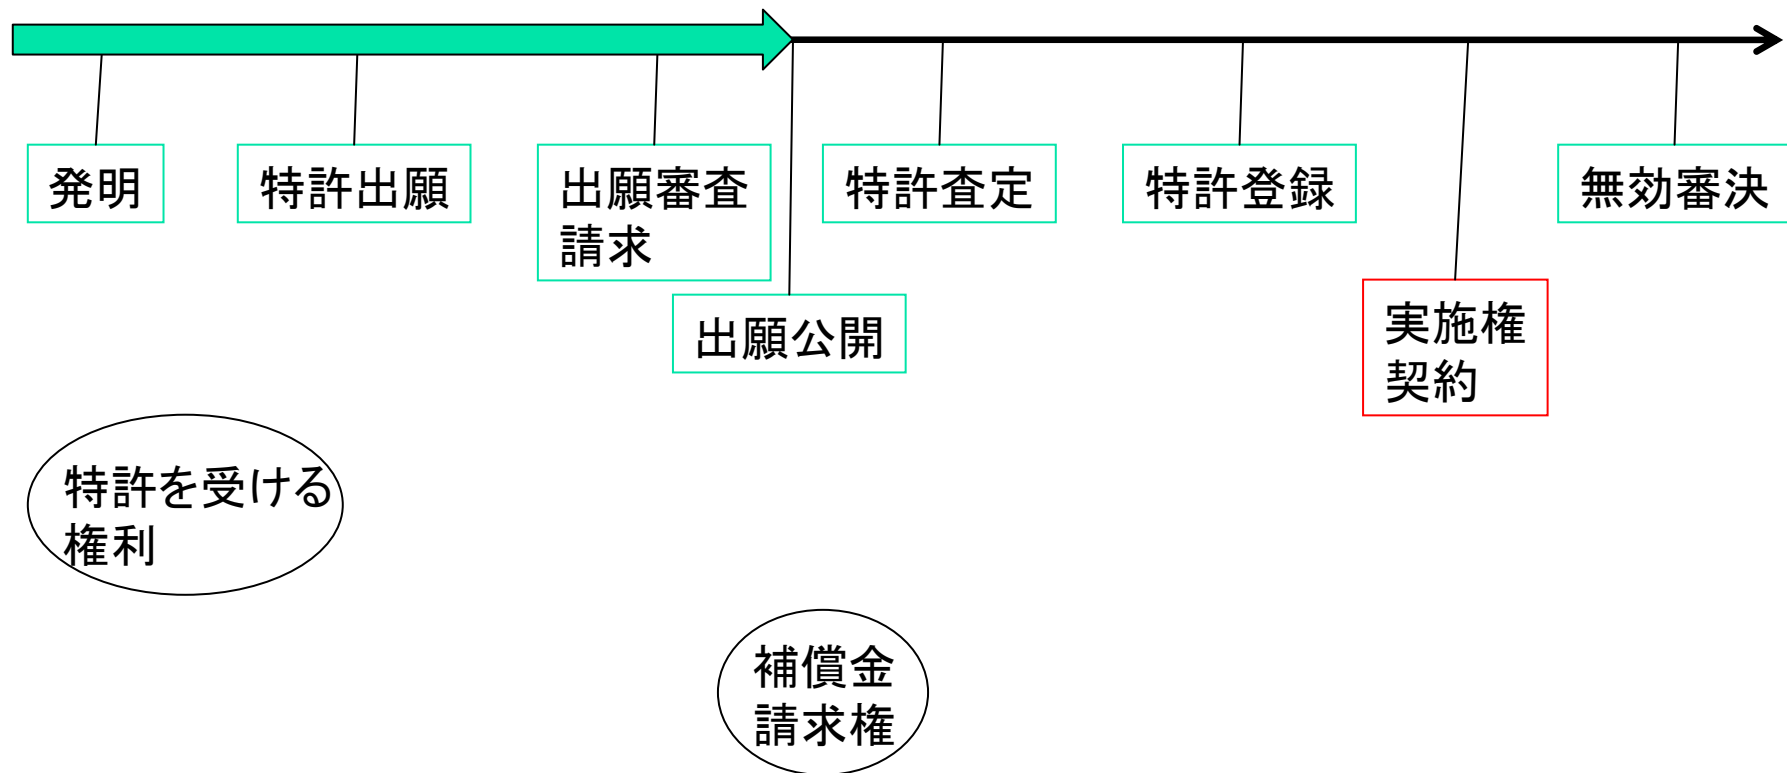 発明
特許出願
出願審査
請求
出願公開
特許査定
特許登録
実施権
契約
無効審決
特許を受ける
権利
補償金
請求権